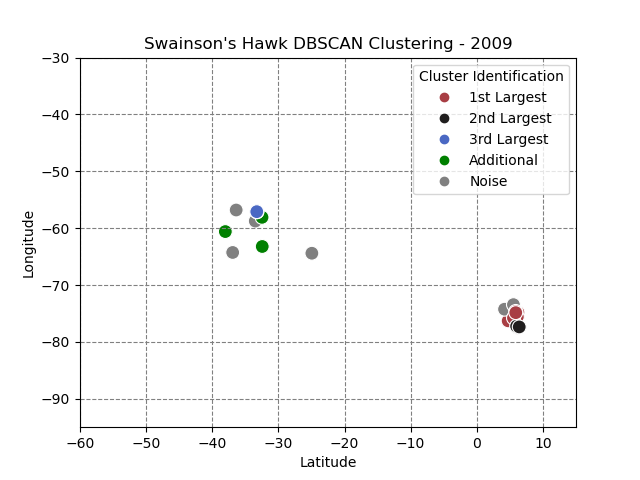 Swainson's Hawk DBSCAN Clustering - 2009
Cluster Identification
1st Largest
2nd Largest
3rd Largest
Additional
Noise
−30
−40
−50
−60
−70
−80
−90
Longitude
−60 −50 −40 −30 −20 −10 0 10
Latitude